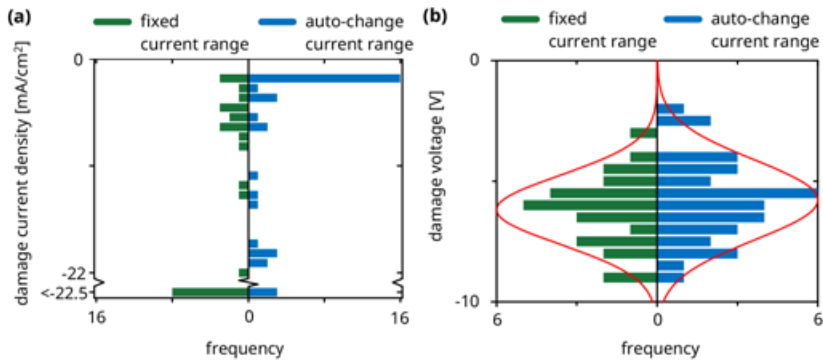 (a)
fixed
current range
auto-change
current range
damage current density [mA/cm²]
0
-22
<-22.5
16
0
16
frequency
(b)
fixed
current range
auto-change
current range
damage voltage [V]
0
-10
6
0
6
frequency